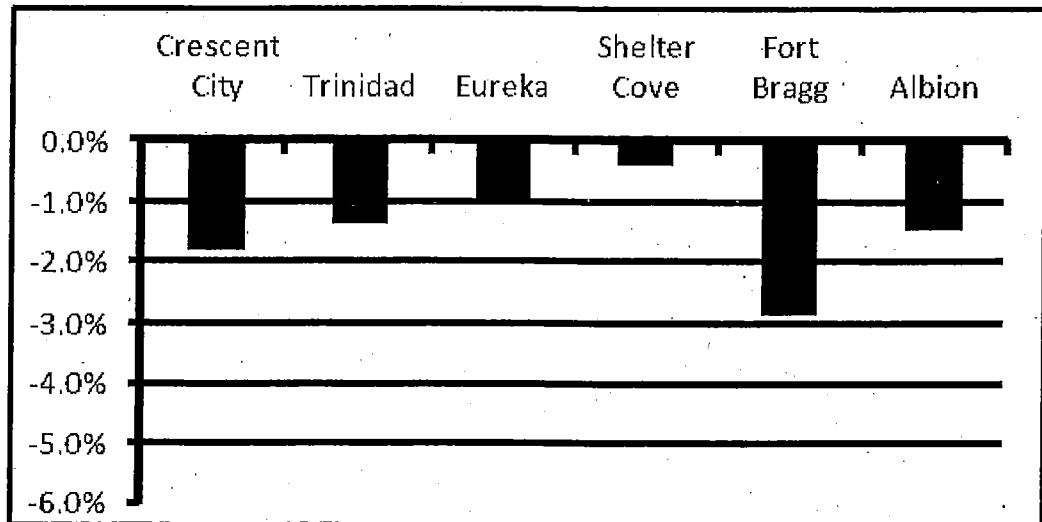 Crescent City
Trinidad
Eureka
Shelter Cove
Fort Bragg
Albion
0.0%
-1.0%
-2.0%
-3.0%
-4.0%
-5.0%
-6.0%